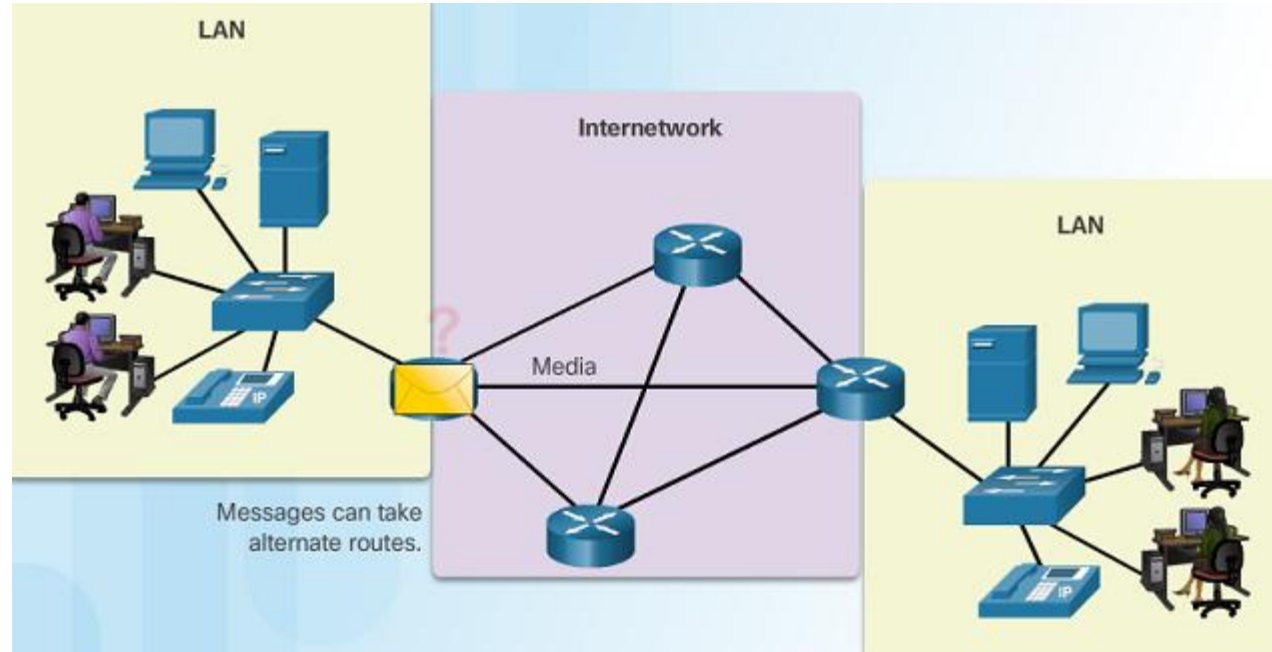 LAN
Internetwork
LAN
?
Media
IP
Messages can take
alternate routes.
IP